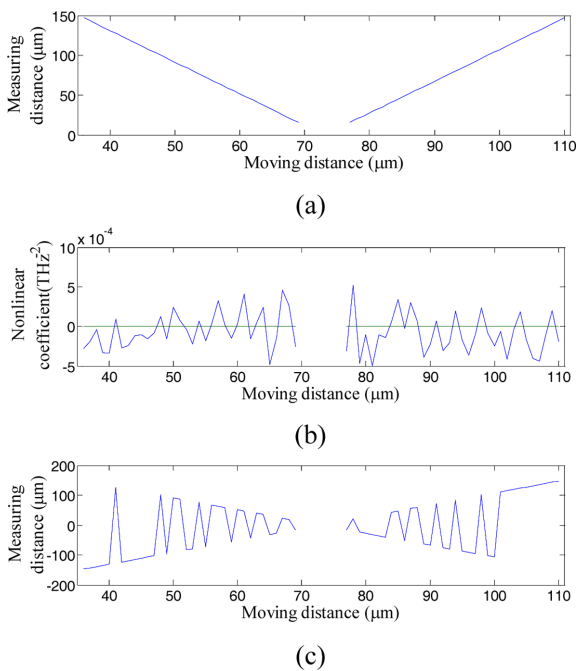 (a)
150
100
50
0
Measuring
distance (μm)
40 50 60 70 80 90 100 110
Moving distance (μm)
(a)
x 10-4
10
5
0
-5
Nonlinear
coefficient(THz-2)
40 50 60 70 80 90 100 110
Moving distance (μm)
(b)
200
100
0
-100
-200
Measuring
distance (μm)
40 50 60 70 80 90 100 110
Moving distance (μm)
(c)